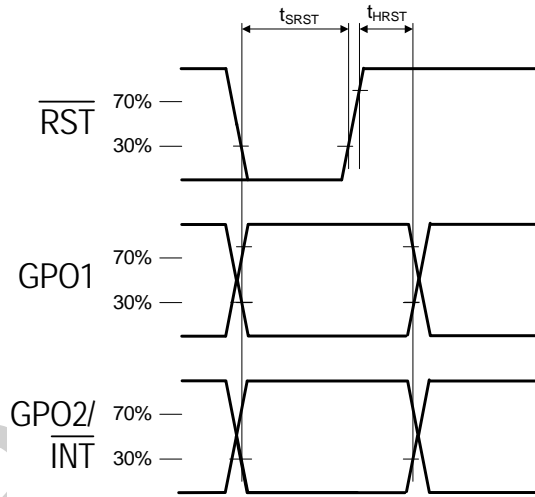 tSRST
tHRST
RST
70%
30%
GPO1
70%
30%
GPO2/
INT
70%
30%